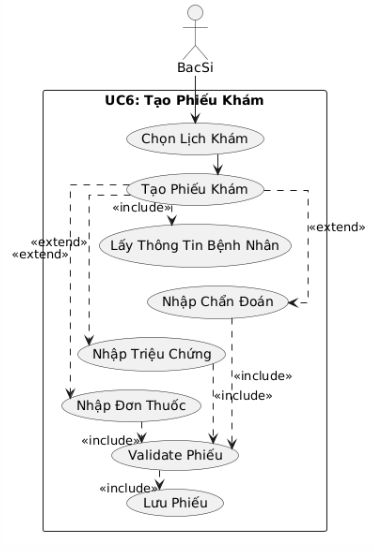 BacSi
UC6: Tạo Phiếu Khám
Chọn Lịch Khám
Tạo Phiếu Khám
«include»
«extend»
«extend»
«extend»
Lấy Thông Tin Bệnh Nhân
Nhập Chẩn Đoán
Nhập Triệu Chứng
«include»
«include»
Nhập Đơn Thuốc
«include»
Validate Phiếu
«include»
Lưu Phiếu